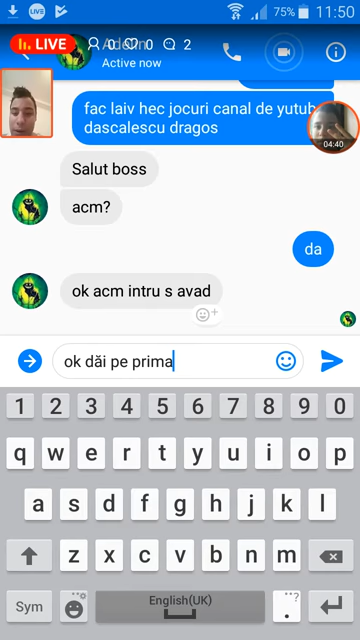 LIVE
75% 11:50
LIVE 0 0 2
Active now
fac laiv hec jocuri canal de yutub
dascalescu dragos
04:40
Salut boss
acm?
da
ok acm intru s avad
ok dăi pe prima
1 2 3 4 5 6 7 8 9 0
q w e r t y u i o p
a s d f g h j k l
z x c v b n m
Sym English(UK) . ...?